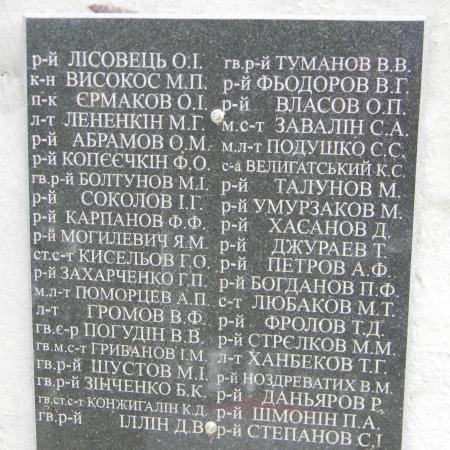 р-й ЛІСОВЕЦЬ О.І.
к-н ВИСОКОС М.П.
п-к ЄРМАКОВ О.І.
л-т ЛЕНЕНКІН М.Г.
р-й АБРАМОВ О.М.
р-й КОПЄЄЧКІН Ф.О.
гв.р-й БОЛТУНОВ М.І.
р-й СОКОЛОВ І.Г.
р-й КАРПАНОВ Ф.Ф.
р-й МОГИЛЕВИЧ Я.М.
ст.с-т КИСЕЛЬОВ Г.О.
р-й ЗАХАРЧЕНКО Г.П.
м.л-т ПОМОРЦЕВ А.П.
л-т ГРОМОВ В.Ф.
гв.є-р ПОГУДІН В.В.
гв.м.с-т ГРИБАНОВ І.М.
гв.р-й ШУСТОВ М.І.
гв.р-й ЗІНЧЕНКО Б.К.
гв.ст.с-т КОНЖИГАЛІН К.Д.
гв.р-й ІЛЛІН Д.В
гв.р-й ТУМАНОВ В.В.
р-й ФЬОДОРОВ В.Г.
р-й ВЛАСОВ О.П.
м.с-т ЗАВАЛІН С.А.
м.л-т ПОДУШКО С.С.
с-а ВЕЛИГАТСЬКИЙ К.С.
р-й ТАЛУНОВ М.
р-й УМУРЗАКОВ М.
р-й ХАСАНОВ Д.
р-й ДЖУРАЕВ Т.
р-й ПЕТРОВ А.Ф.
р-й БОГДАНОВ П.Ф
с-т ЛЮБАКОВ М.Т.
р-й ФРОЛОВ Т.Д
р-й СТРЄЛКОВ М.М.
л-т ХАНБЕКОВ Т.Г.
р-й НОЗДРЕВАТИХ В.М.
р-й ДАНЬЯРОВ Р
р-й ШМОНІН П.А.
р-й СТЕПАНОВ С.І